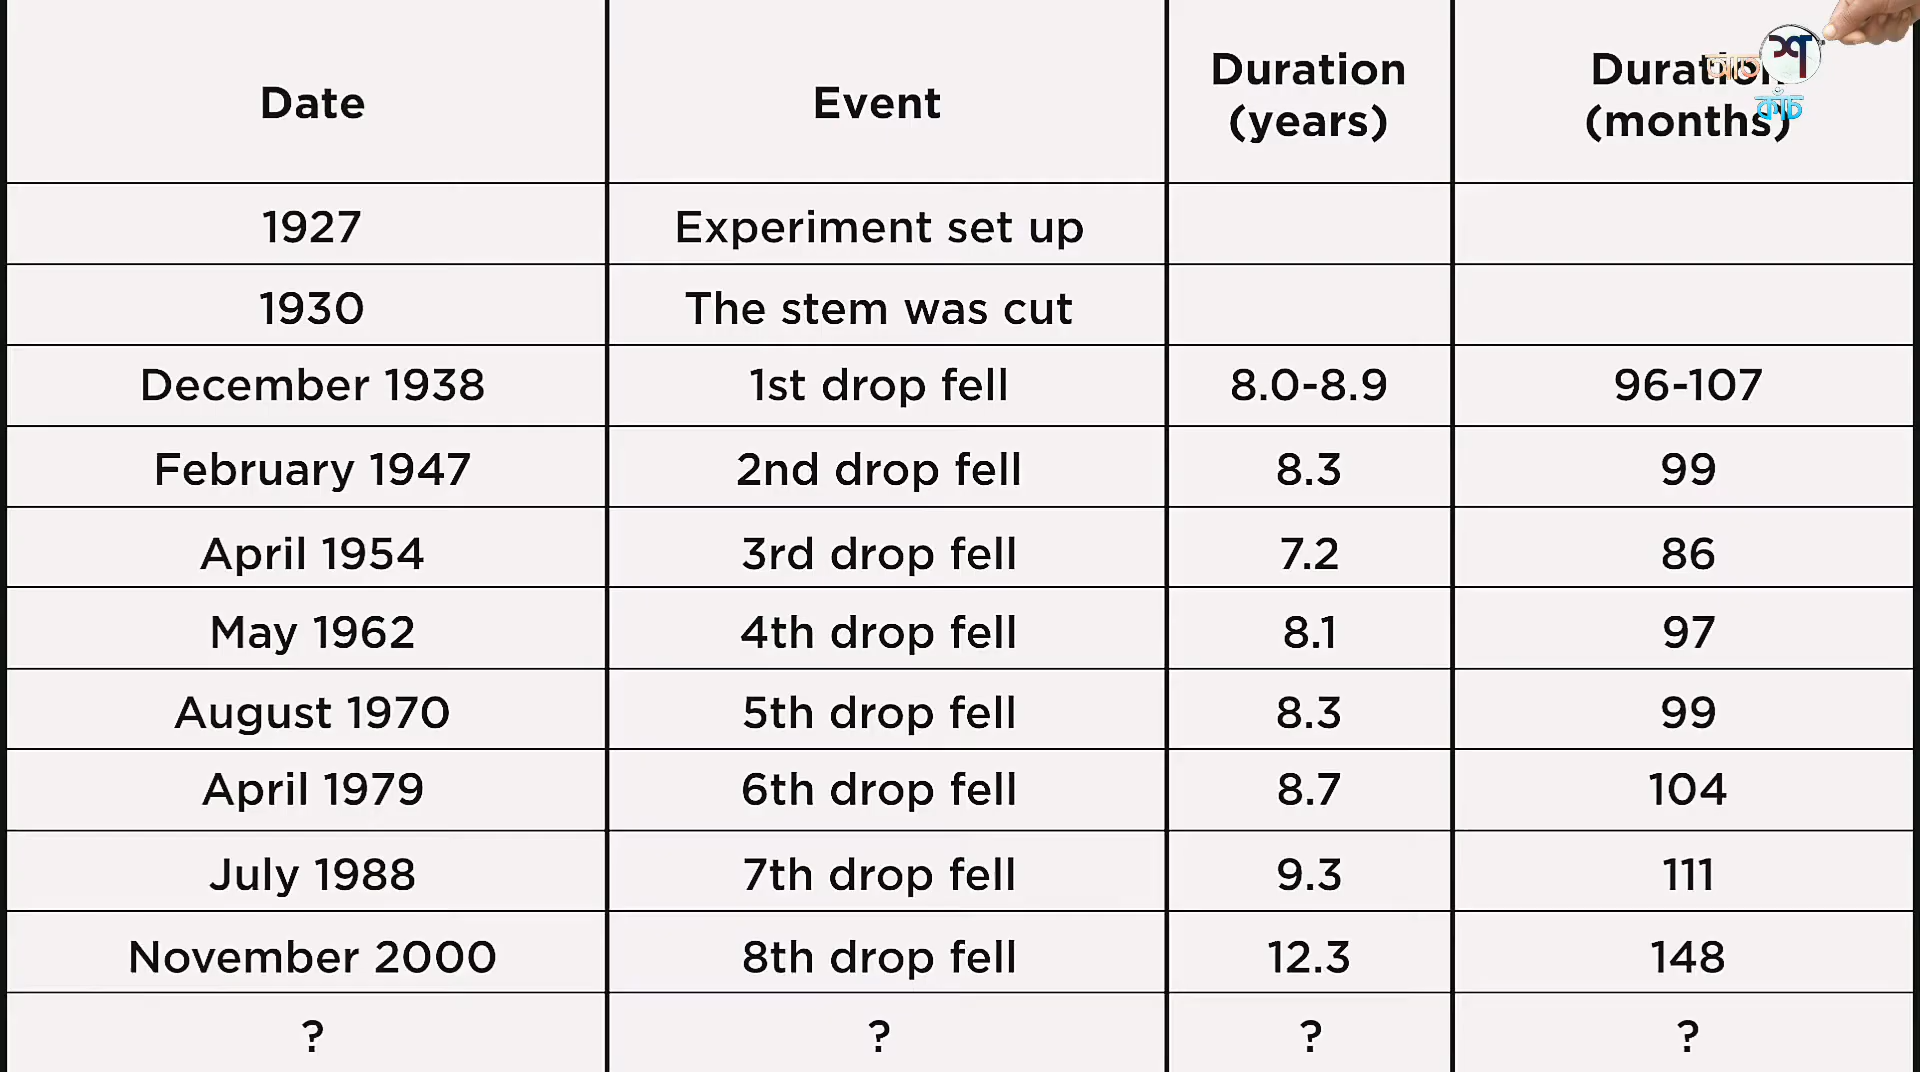 Date Event Duration (years) Duration (months)
আত শ কাঁচ
1927 Experiment set up
1930 The stem was cut
December 1938 1st drop fell 8.0-8.9 96-107
February 1947 2nd drop fell 8.3 99
April 1954 3rd drop fell 7.2 86
May 1962 4th drop fell 8.1 97
August 1970 5th drop fell 8.3 99
April 1979 6th drop fell 8.7 104
July 1988 7th drop fell 9.3 111
November 2000 8th drop fell 12.3 148
? ? ? ?